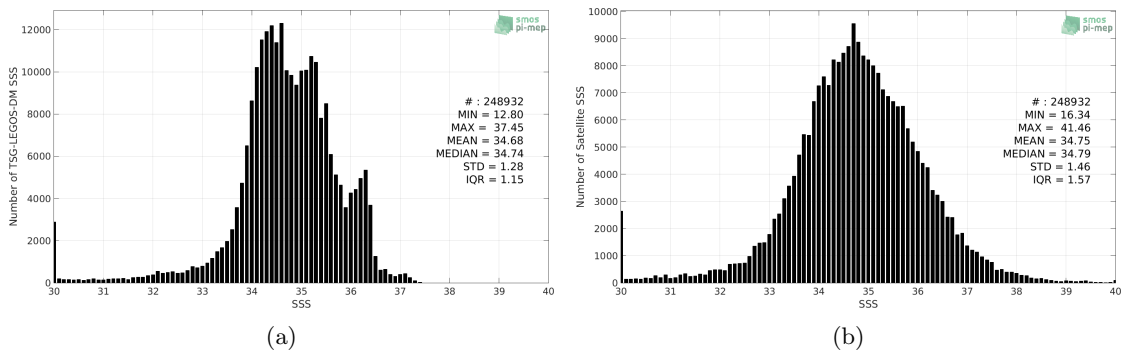 smos
pi-mep
12000
10000
8000
6000
4000
2000
0
Number of TSG-LEGOS-DM SSS
# : 248932
MIN = 12.80
MAX = 37.45
MEAN = 34.68
MEDIAN = 34.74
STD = 1.28
IQR = 1.15
30 31 32 33 34 35 36 37 38 39 40
SSS
(a)
smos
pi-mep
10000
9000
8000
7000
6000
5000
4000
3000
2000
1000
0
Number of Satellite SSS
# : 248932
MIN = 16.34
MAX = 41.46
MEAN = 34.75
MEDIAN = 34.79
STD = 1.46
IQR = 1.57
30 31 32 33 34 35 36 37 38 39 40
SSS
(b)